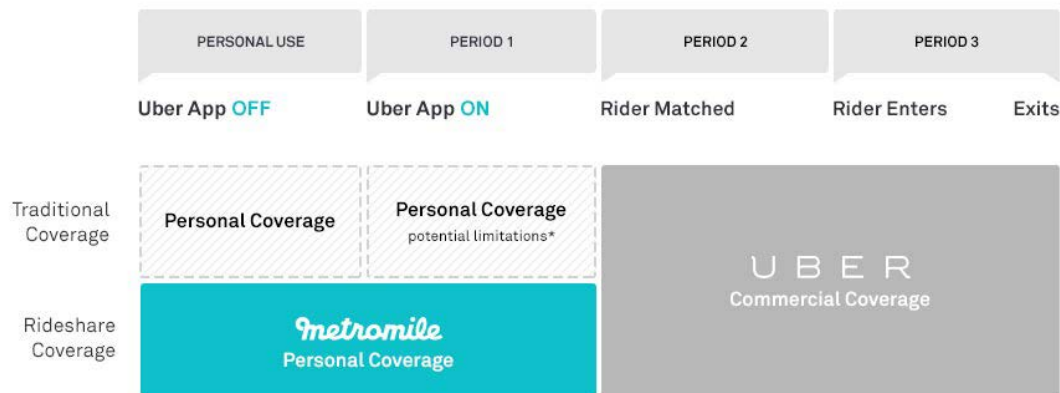 PERSONAL USE
PERIOD 1
PERIOD 2
PERIOD 3
Uber App OFF
Uber App ON
Rider Matched
Rider Enters
Exits
Traditional
Coverage
Personal Coverage
Personal Coverage
potential limitations*
UBER
Commercial Coverage
Rideshare
Coverage
metromile
Personal Coverage